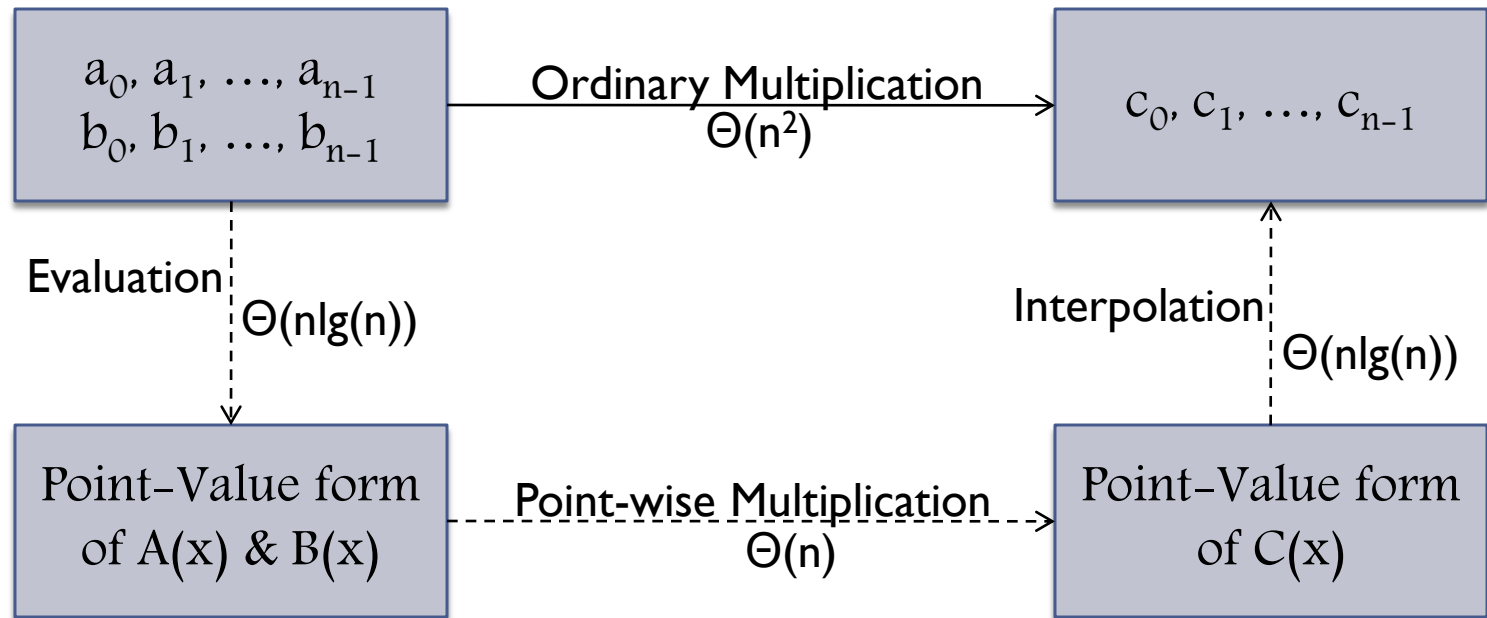 a₀, a₁, …, aₙ₋₁
b₀, b₁, …, bₙ₋₁
Ordinary Multiplication
Θ(n²)
c₀, c₁, …, cₙ₋₁
Evaluation
Θ(nlg(n))
Interpolation
Θ(nlg(n))
Point-Value form
of A(x) & B(x)
Point-wise Multiplication
Θ(n)
Point-Value form
of C(x)